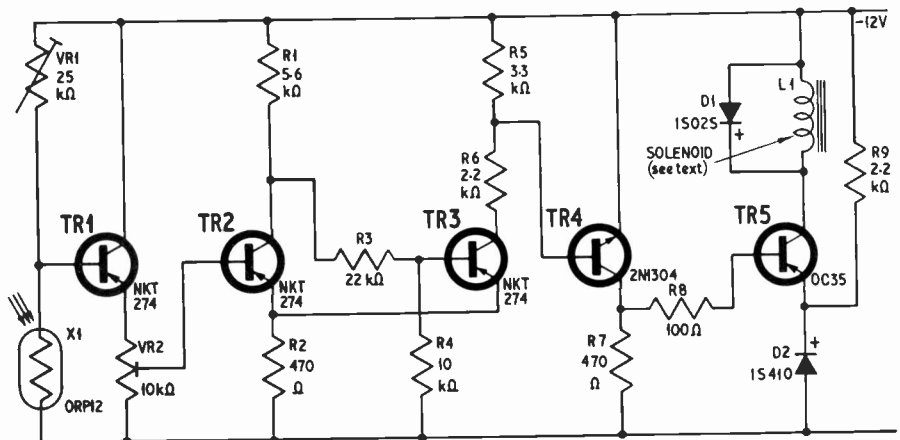 VR1
25
kΩ
R1
5·6
kΩ
R5
3·3
kΩ
-12V
D1
1S025
+
L1
SOLENOID
(see text)
R9
2·2
kΩ
R6
2·2
kΩ
TR1
TR2
TR3
TR4
TR5
R3
22kΩ
NKT
274
NKT
274
NKT
274
2N1304
OC35
R8
100Ω
X1
ORP12
VR2
10kΩ
R2
470
Ω
R4
10
kΩ
R7
470
Ω
D2
1S410
+